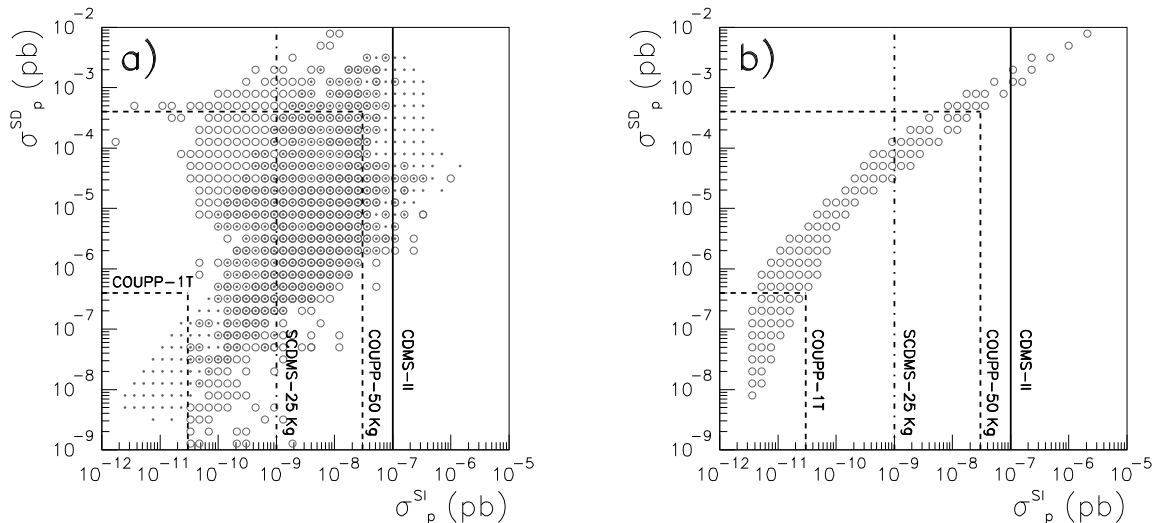 a)
σ^SD_p (pb)
10^-2
10^-3
10^-4
10^-5
10^-6
10^-7
10^-8
10^-9
COUPP-1T
SCDMS-25 Kg
COUPP-50 Kg
CDMS-II
10^-12 10^-11 10^-10 10^-9 10^-8 10^-7 10^-6 10^-5
σ^SI_p (pb)
b)
σ^SD_p (pb)
10^-2
10^-3
10^-4
10^-5
10^-6
10^-7
10^-8
10^-9
COUPP-1T
SCDMS-25 Kg
COUPP-50 Kg
CDMS-II
10^-12 10^-11 10^-10 10^-9 10^-8 10^-7 10^-6 10^-5
σ^SI_p (pb)